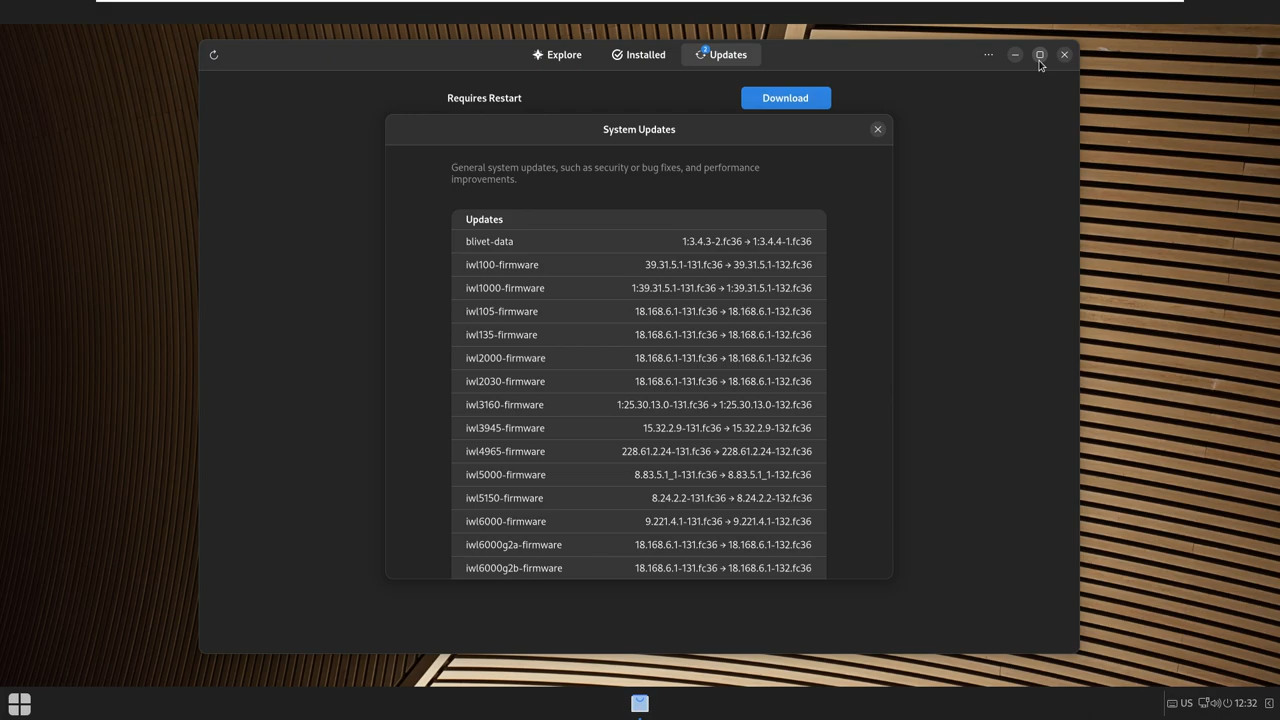 Explore
Installed
2
Updates
Requires Restart
Download
System Updates
General system updates, such as security or bug fixes, and performance
improvements.
Updates
blivet-data 1:3.4.3-2.fc36 → 1:3.4.4-1.fc36
iwl100-firmware 39.31.5.1-131.fc36 → 39.31.5.1-132.fc36
iwl1000-firmware 1:39.31.5.1-131.fc36 → 1:39.31.5.1-132.fc36
iwl105-firmware 18.168.6.1-131.fc36 → 18.168.6.1-132.fc36
iwl135-firmware 18.168.6.1-131.fc36 → 18.168.6.1-132.fc36
iwl2000-firmware 18.168.6.1-131.fc36 → 18.168.6.1-132.fc36
iwl2030-firmware 18.168.6.1-131.fc36 → 18.168.6.1-132.fc36
iwl3160-firmware 1:25.30.13.0-131.fc36 → 1:25.30.13.0-132.fc36
iwl3945-firmware 15.32.2.9-131.fc36 → 15.32.2.9-132.fc36
iwl4965-firmware 228.61.2.24-131.fc36 → 228.61.2.24-132.fc36
iwl5000-firmware 8.83.5.1_1-131.fc36 → 8.83.5.1_1-132.fc36
iwl5150-firmware 8.24.2.2-131.fc36 → 8.24.2.2-132.fc36
iwl6000-firmware 9.221.4.1-131.fc36 → 9.221.4.1-132.fc36
iwl6000g2a-firmware 18.168.6.1-131.fc36 → 18.168.6.1-132.fc36
iwl6000g2b-firmware 18.168.6.1-131.fc36 → 18.168.6.1-132.fc36
US 12:32